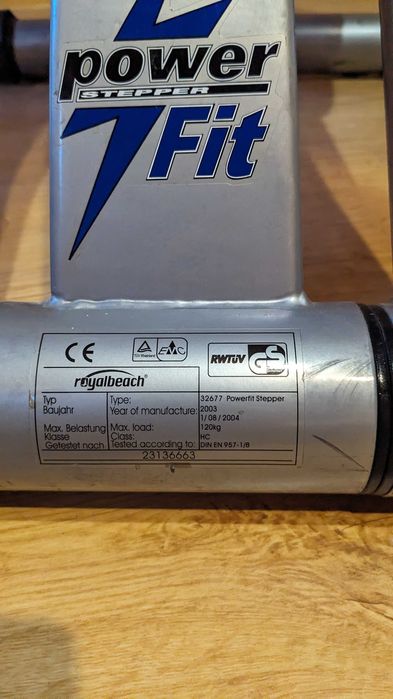 power
STEPPER
Fit
CE
TÜV Rheinland
EMC
RWTÜV
GS
royalbeach®
Typ Type: 32677 Powerfit Stepper
Baujahr Year of manufacture: 2003
1/08/2004
Max. Belastung Max. load: 120kg
Klasse Class: HC
Getestet nach Tested according to: DIN EN 957-1/8
23136663